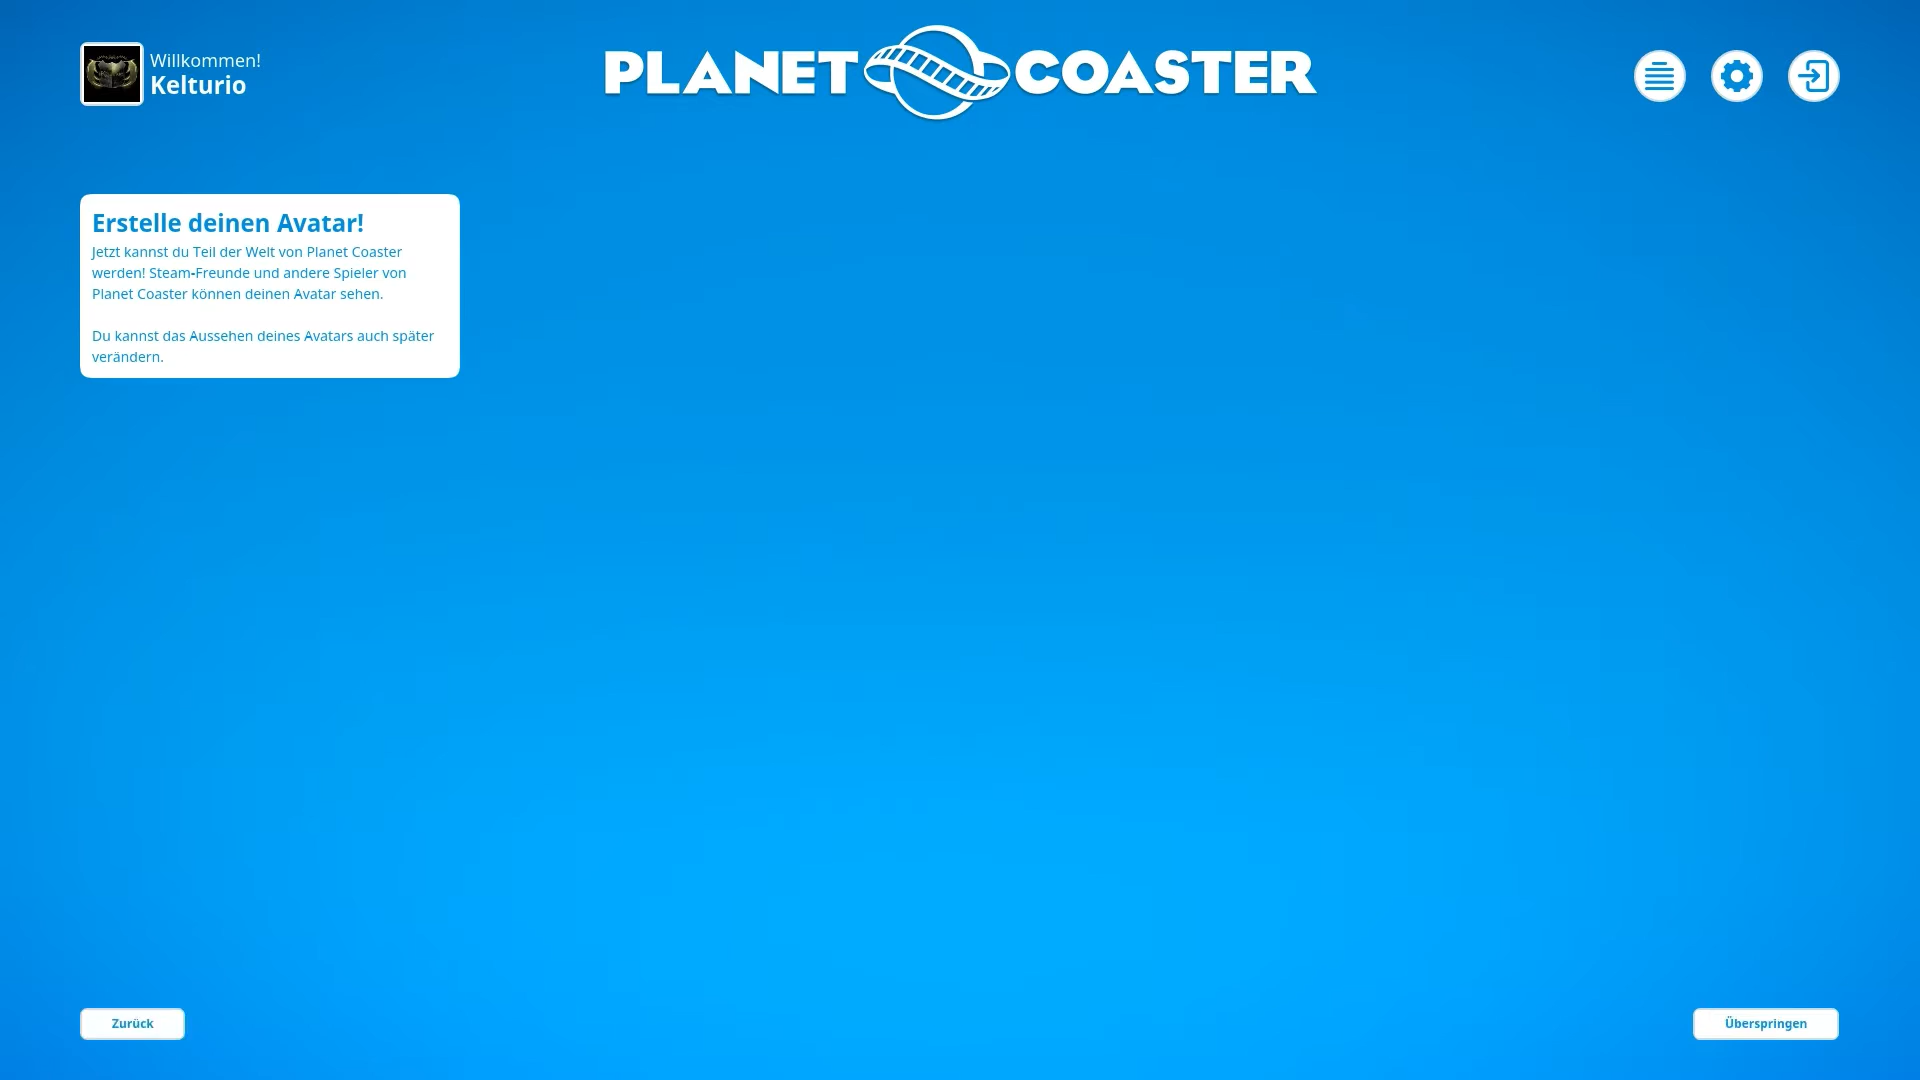 Willkommen!
Kelturio
PLANET COASTER
Erstelle deinen Avatar!
Jetzt kannst du Teil der Welt von Planet Coaster
werden! Steam-Freunde und andere Spieler von
Planet Coaster können deinen Avatar sehen.
Du kannst das Aussehen deines Avatars auch später
verändern.
Zurück
Überspringen